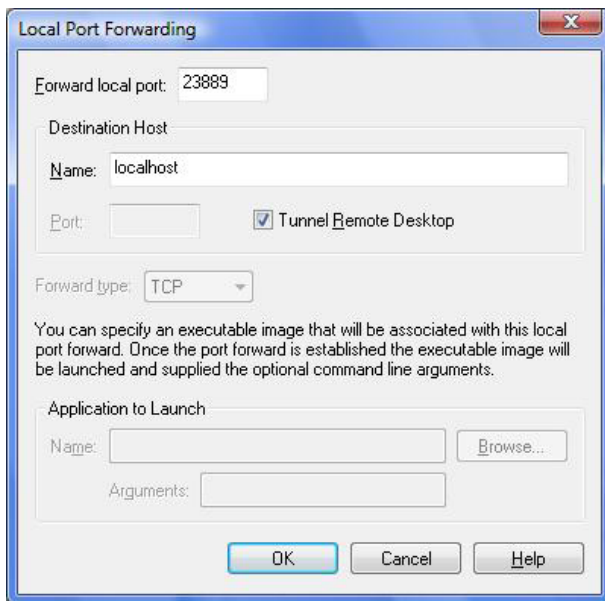 Local Port Forwarding
Forward local port: 23889
Destination Host
Name: localhost
Port: Tunnel Remote Desktop
Forward type: TCP
You can specify an executable image that will be associated with this local
port forward. Once the port forward is established the executable image will
be launched and supplied the optional command line arguments.
Application to Launch
Name: Browse...
Arguments:
OK Cancel Help